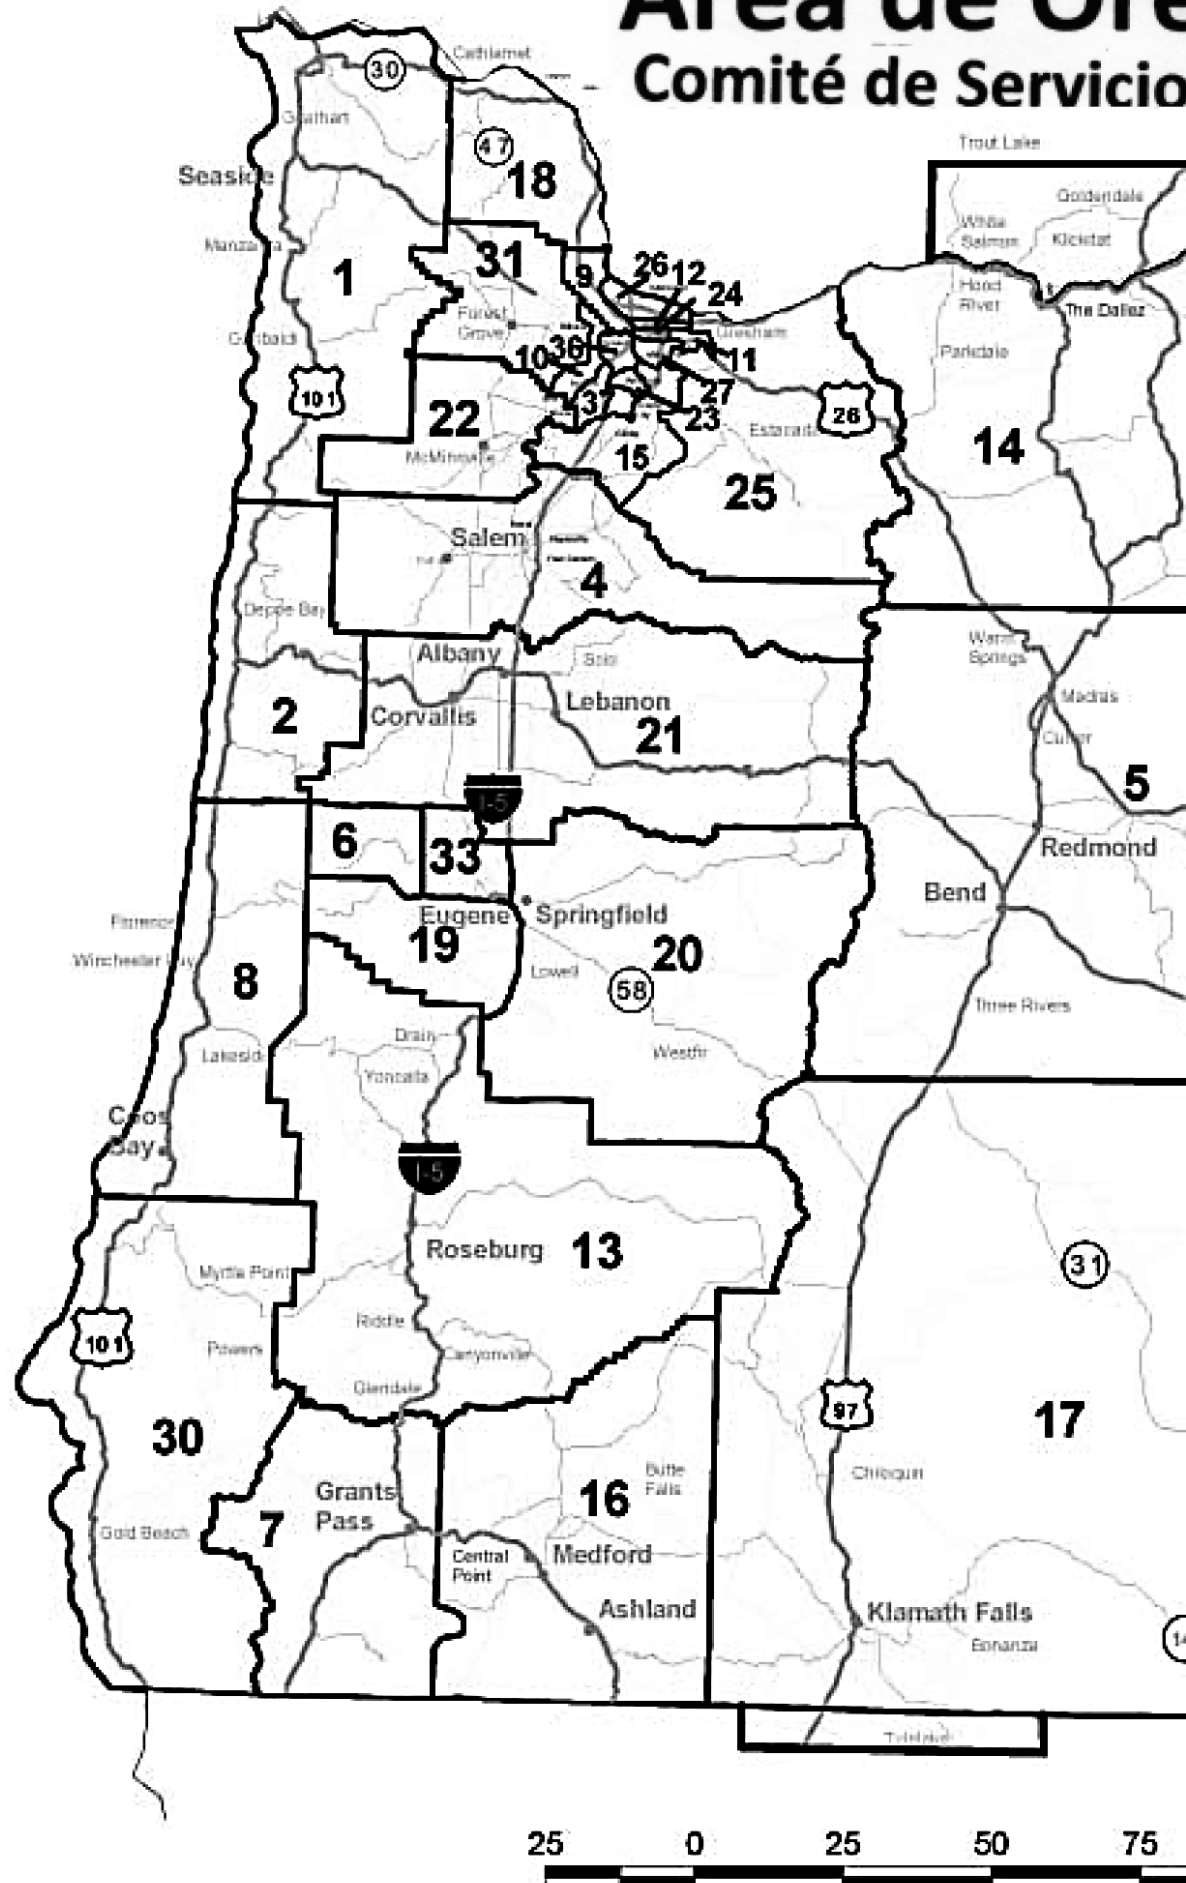 Área de Ore
Comité de Servicio
Cathlamet
30
Gearhart
47
18
Trout Lake
Seaside
Goldendale
White
Salmon
Klickitat
Manzanita
1
31
9
26
12
24
Hood
River
The Dallez
Forest
Grove
Garibaldi
Gresham
10
36
11
Parkdale
101
27
37
23
22
26
Estacada
14
McMinnville
15
25
Salem
4
Depoe Bay
Albany
Scio
Warm
Springs
2
Corvallis
Lebanon
21
Madras
Culver
5
I-5
6
33
Redmond
Bend
Florence
Eugene
Springfield
19
20
Winchester Bay
8
Lowell
58
Three Rivers
Drain
Lakeside
Westfir
Yoncalla
Coos
Bay
I-5
Roseburg
13
31
Myrtle Point
101
Riddle
Powers
Canyonville
Glendale
97
17
30
Butte
Falls
Chiloquin
Grants
Pass
16
7
Gold Beach
Central
Point
Medford
Ashland
Klamath Falls
Bonanza
14
Tulelake
25
0
25
50
75